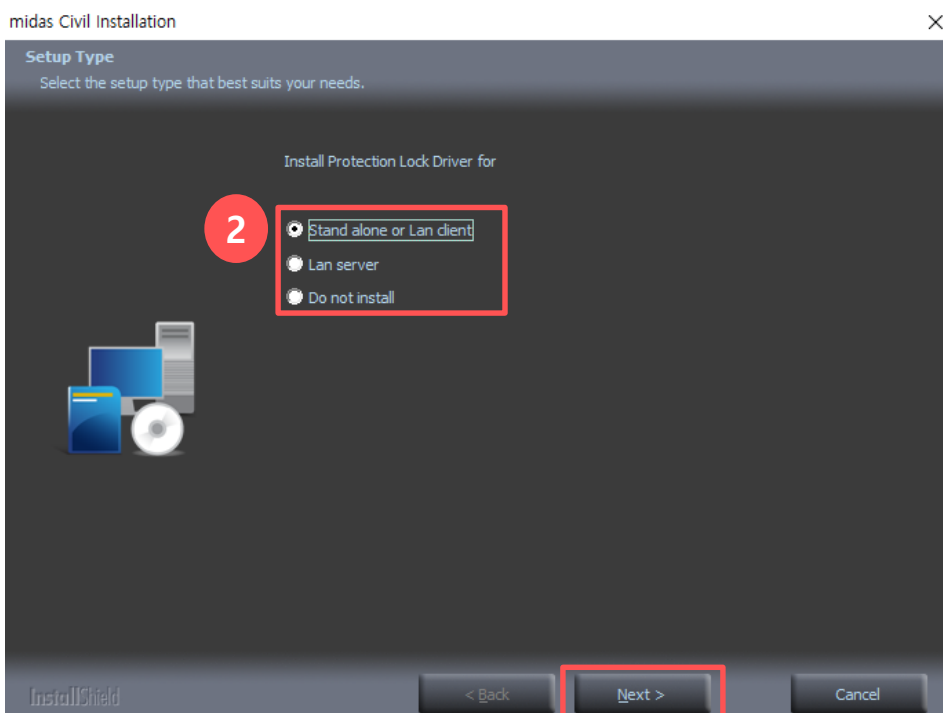 midas Civil Installation
Setup Type
Select the setup type that best suits your needs.
Install Protection Lock Driver for
2
Stand alone or Lan client
Lan server
Do not install
InstallShield
< Back
Next >
Cancel